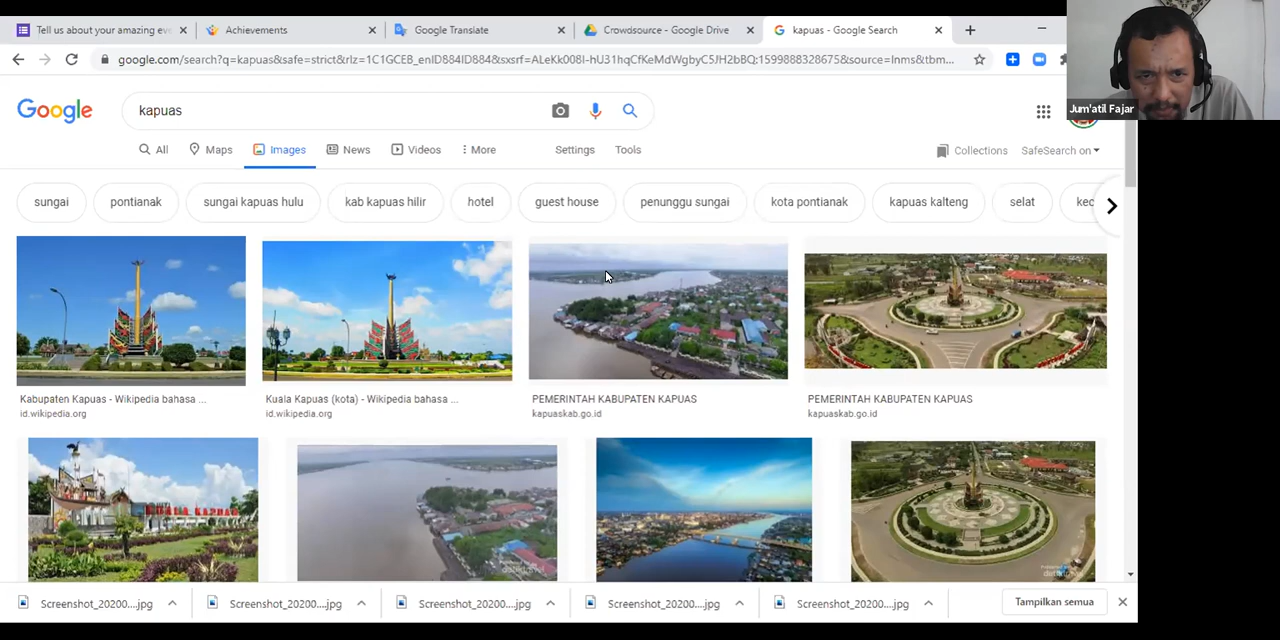 Tell us about your amazing eve
Achievements
Google Translate
Crowdsource - Google Drive
kapuas - Google Search
google.com/search?q=kapuas&safe=strict&rlz=1C1GCEB_enID884ID884&sxsrf=ALeKk008I-hU31hqCfKeMdWgbyC5JH2bBQ:1599888328675&source=lnms&tbm...
Jum'atil Fajar
Google
kapuas
All Maps Images News Videos More Settings Tools Collections SafeSearch on
sungai pontianak sungai kapuas hulu kab kapuas hilir hotel guest house penunggu sungai kota pontianak kapuas kalteng selat kec
Kabupaten Kapuas - Wikipedia bahasa ...
id.wikipedia.org
Kuala Kapuas (kota) - Wikipedia bahasa ...
id.wikipedia.org
PEMERINTAH KABUPATEN KAPUAS
kapuaskab.go.id
PEMERINTAH KABUPATEN KAPUAS
kapuaskab.go.id
Screenshot_20200....jpg
Screenshot_20200....jpg
Screenshot_20200....jpg
Screenshot_20200....jpg
Screenshot_20200....jpg
Tampilkan semua